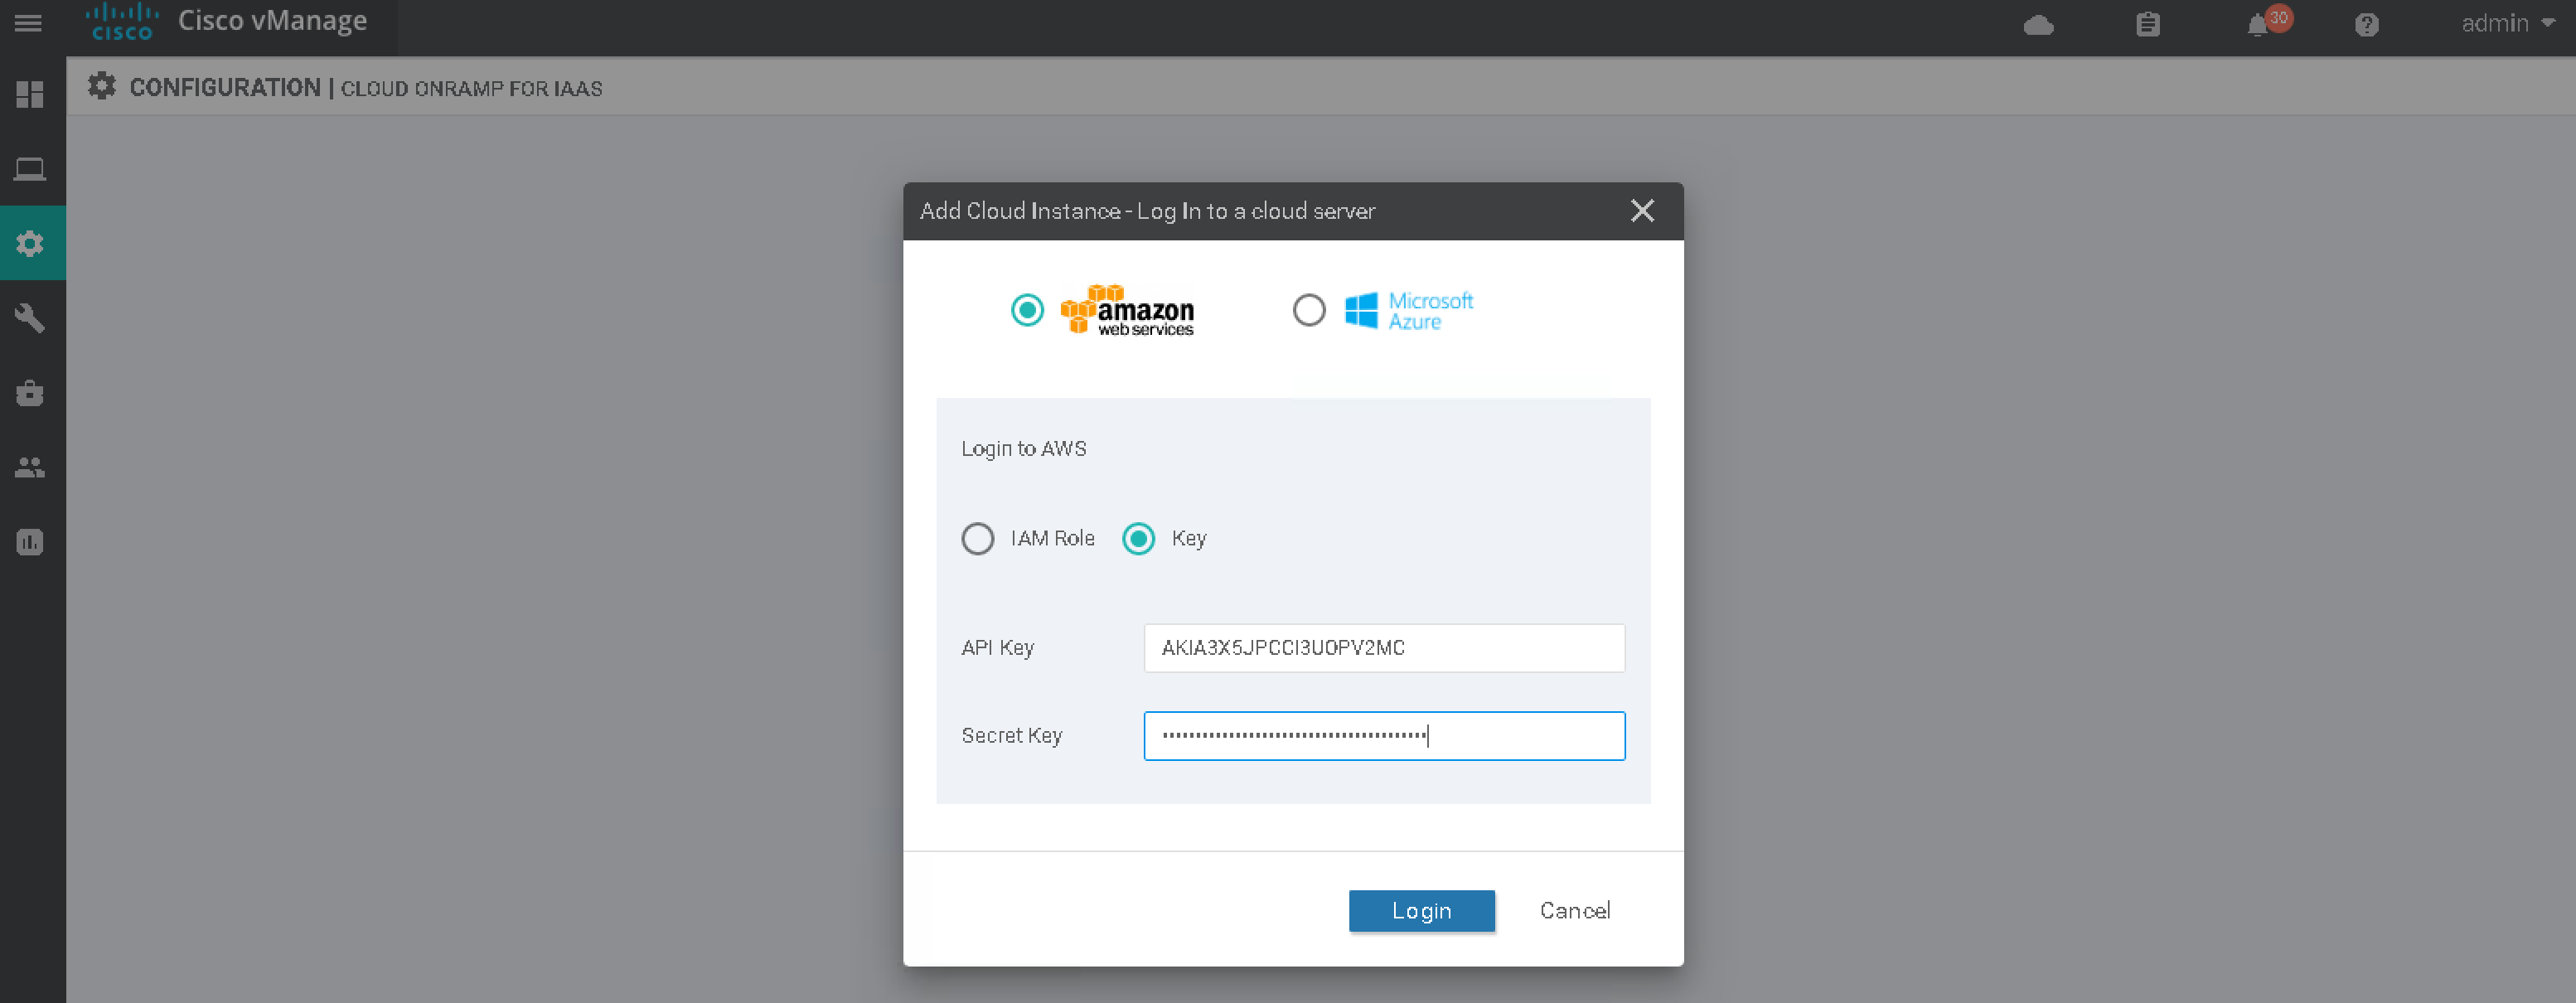 CISCO Cisco vManage
30
admin
CONFIGURATION | CLOUD ONRAMP FOR IAAS
Add Cloud Instance - Log In to a cloud server
amazon
web services
Microsoft
Azure
Login to AWS
IAM Role Key
API Key AKIA3X5JPCCI3UOPV2MC
Secret Key ••••••••••••••••••••••••••••••••••••••••
Login Cancel